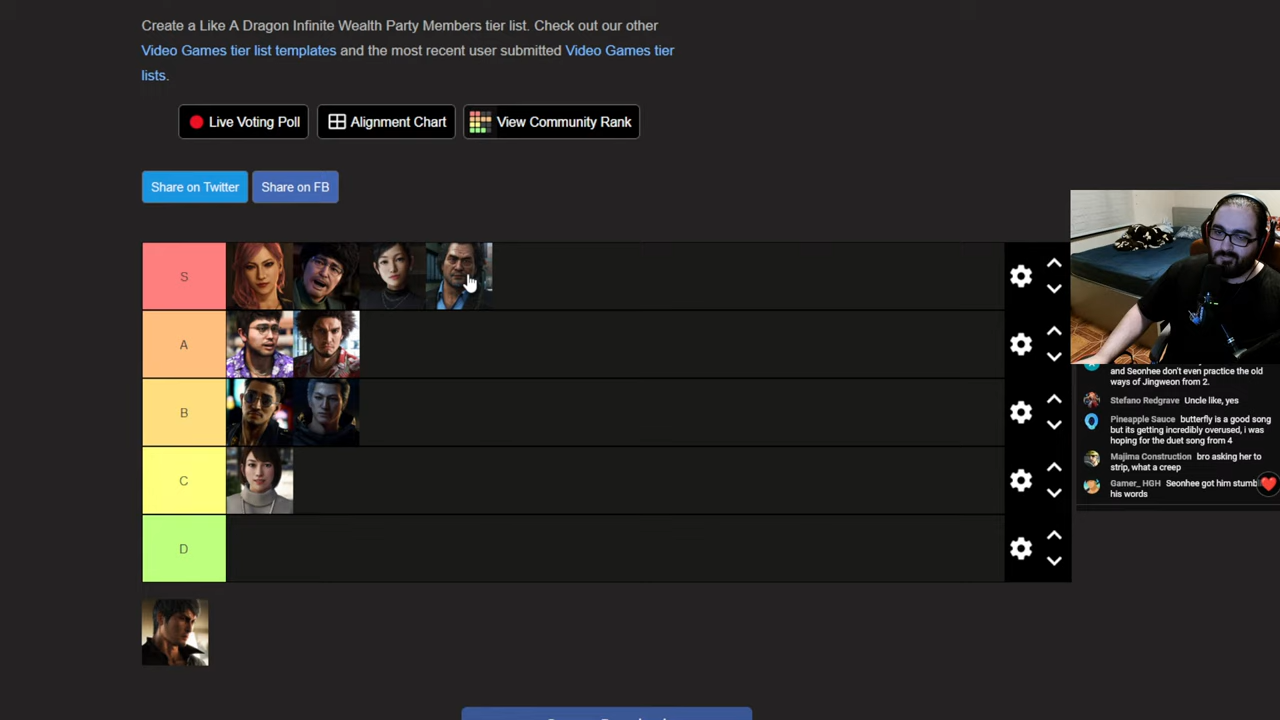 Create a Like A Dragon Infinite Wealth Party Members tier list. Check out our other
Video Games tier list templates and the most recent user submitted Video Games tier
lists.
Live Voting Poll
Alignment Chart
View Community Rank
Share on Twitter
Share on FB
S
A
B
C
D
and Seonhee don't even practice the old
ways of Jingweon from 2.
Stefano Redgrave Uncle like, yes
Pineapple Sauce butterfly is a good song
but its getting incredibly overused, i was
hoping for the duet song from 4
Majima Construction bro asking her to
strip, what a creep
Gamer_ HGH Seonhee got him
his words